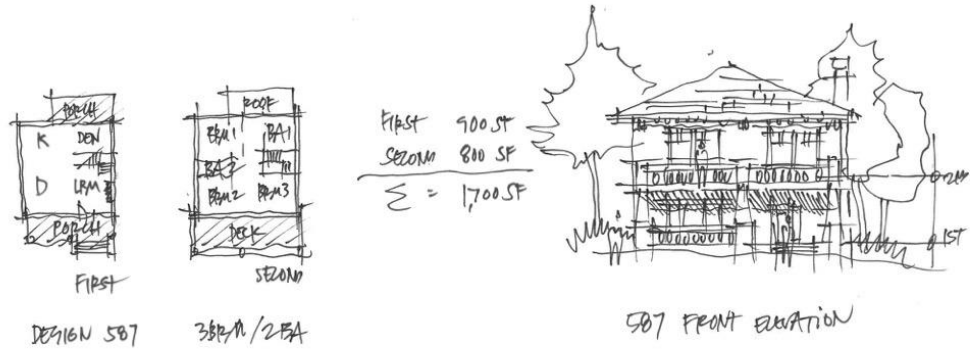 PORCH
K DEN
D LRM
PORCH
FIRST
DESIGN 587
ROOF
BRM1 BA1
BA2
BRM2 BRM3
DECK
SECOND
3BRM/2BA
FIRST 900 SF
SECOND 800 SF
Σ = 1,700 SF
2ND
1ST
587 FRONT ELEVATION